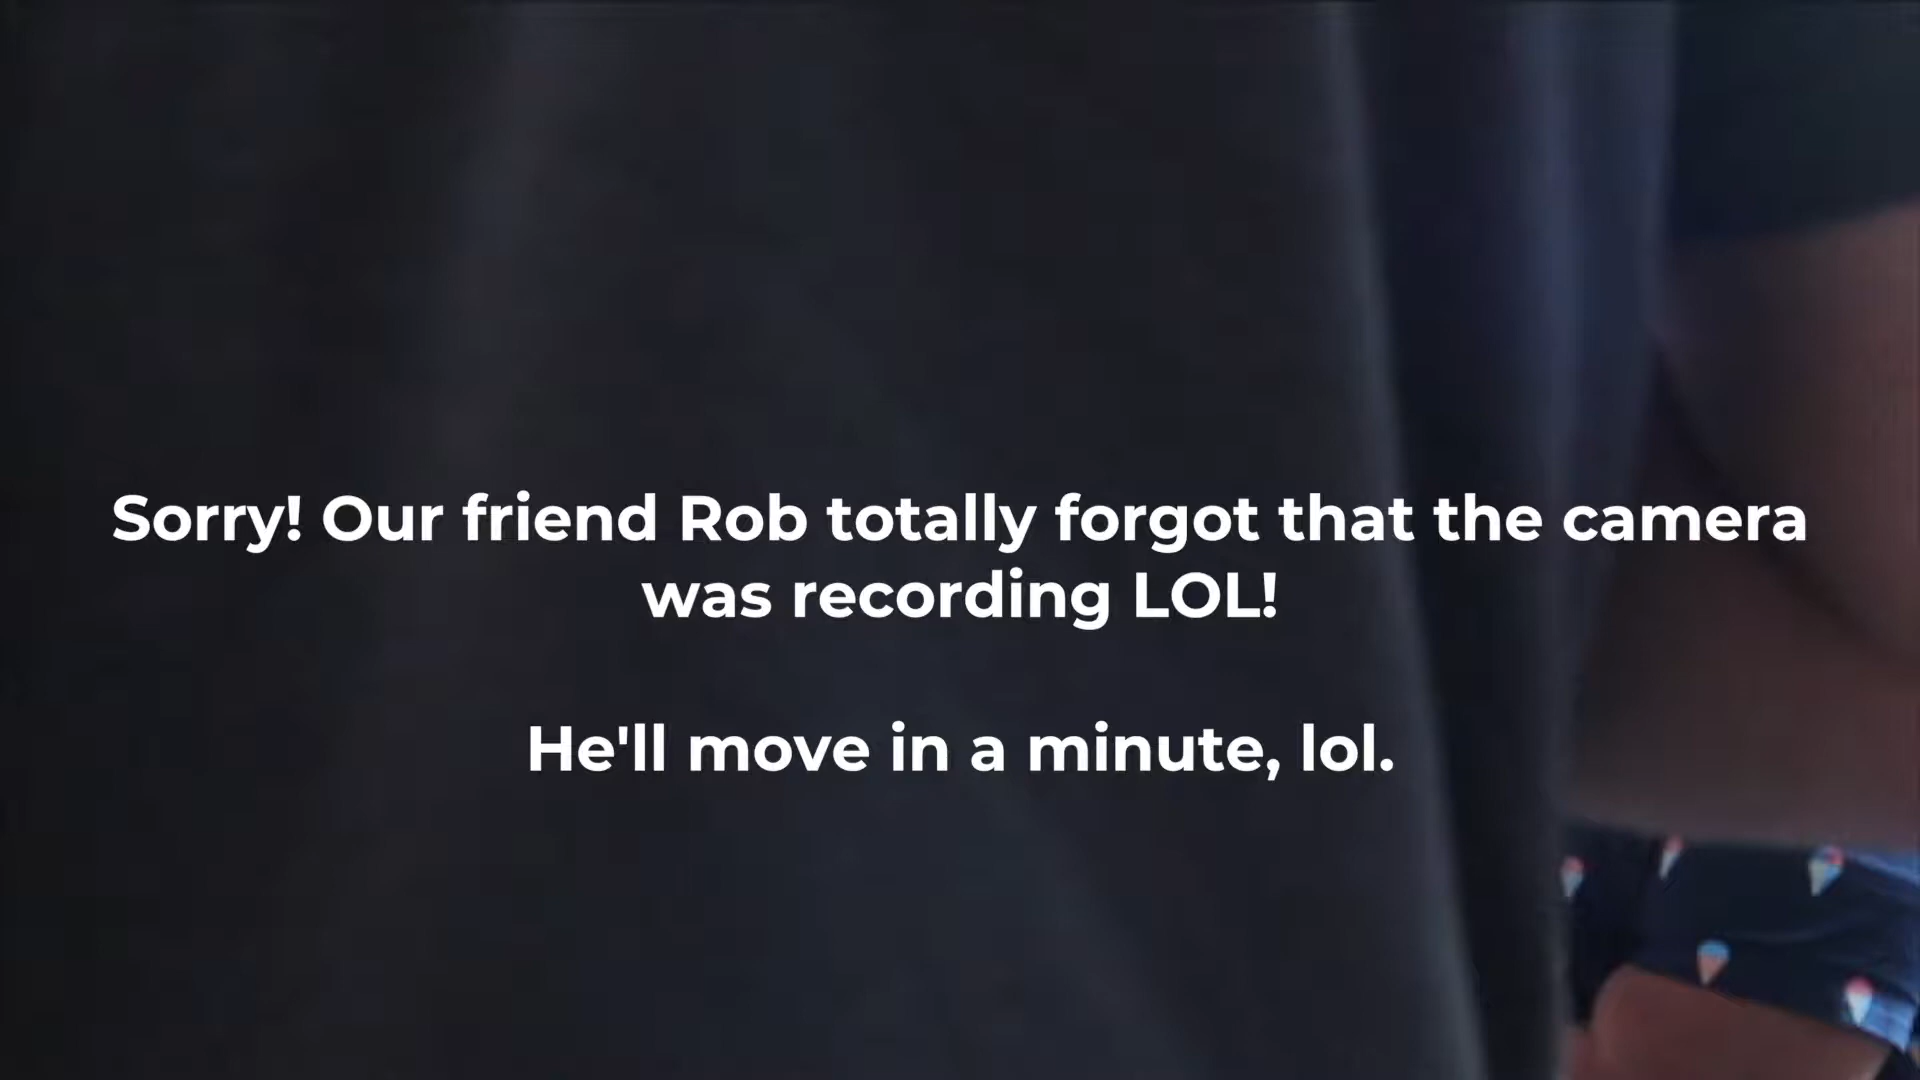 Sorry! Our friend Rob totally forgot that the camera
was recording LOL!
He'll move in a minute, lol.